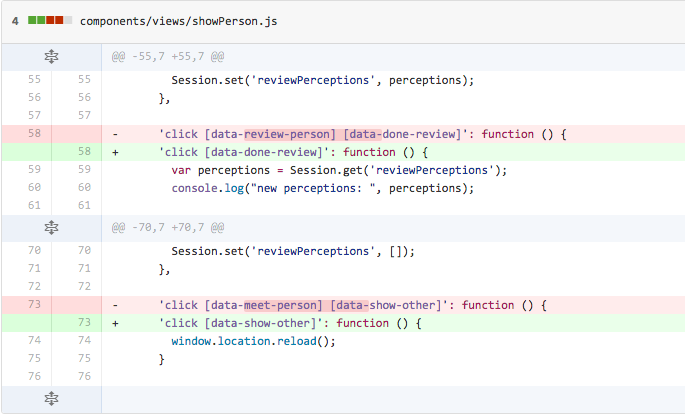 4 components/views/showPerson.js
@@ -55,7 +55,7 @@
55 55 Session.set('reviewPerceptions', perceptions);
56 56 },
57 57
58 - 'click [data-review-person] [data-done-review]': function () {
58 + 'click [data-done-review]': function () {
59 59 var perceptions = Session.get('reviewPerceptions');
60 60 console.log("new perceptions: ", perceptions);
61 61
@@ -70,7 +70,7 @@
70 70 Session.set('reviewPerceptions', []);
71 71 },
72 72
73 - 'click [data-meet-person] [data-show-other]': function () {
73 + 'click [data-show-other]': function () {
74 74 window.location.reload();
75 75 }
76 76